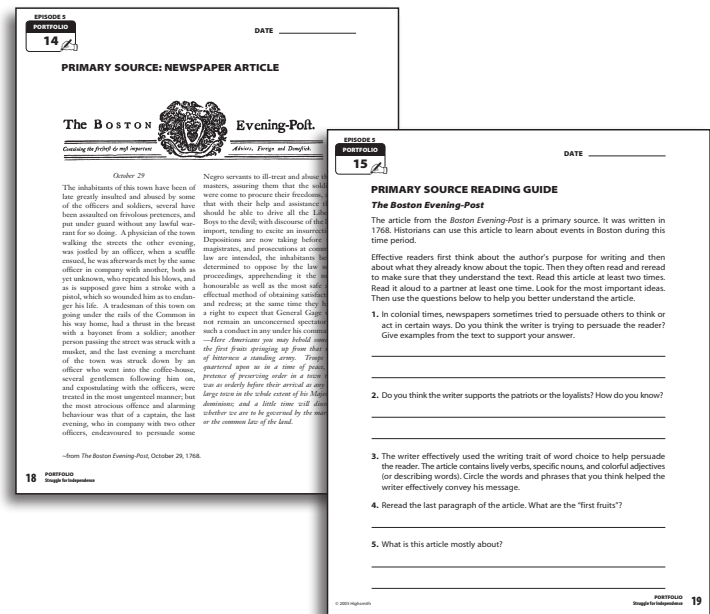 EPISODE 5
PORTFOLIO
14
DATE
PRIMARY SOURCE: NEWSPAPER ARTICLE
The BOSTON Evening-Post.
Containing the freshest & most important Advices, Foreign and Domestick.
October 29
The inhabitants of this town have been of
late greatly insulted and abused by some
of the officers and soldiers, several have
been assaulted on frivolous pretences, and
put under guard without any lawful war-
rant for so doing. A physician of the town
walking the streets the other evening,
was jostled by an officer, when a scuffle
ensued, he was afterwards met by the same
officer in company with another, both as
yet unknown, who repeated his blows, and
as is supposed gave him a stroke with a
pistol, which so wounded him as to endan-
ger his life. A tradesman of this town on
going under the rails of the Common in
his way home, had a thrust in the breast
with a bayonet from a soldier; another
person passing the street was struck with a
musket, and the last evening a merchant
of the town was struck down by an
officer who went into the coffee-house,
several gentlemen following him on,
and expostulating with the officers, were
treated in the most ungenteel manner; but
the most atrocious offence and alarming
behaviour was that of a captain, the last
evening, who in company with two other
officers, endeavoured to persuade some
Negro servants to ill-treat and abuse
masters, assuring them that the
were come to procure their freedoms,
that with their help and assistance
should be able to drive all the
Boys to the devil; with discourse of the
import, tending to excite an
Depositions are now taking before
magistrates, and prosecutions at
law are intended, the inhabitants
determined to oppose by the law
proceedings, apprehending it the
honourable as well as the most safe
effectual method of obtaining
and redress; at the same time they
a right to expect that General Gage
not remain an unconcerned
such a conduct in any under his
—Here Americans you may behold some
the first fruits springing up from that
of bitterness a standing army. Troops
quartered upon us in a time of peace,
pretence of preserving order in a town
was as orderly before their arrival as any
large town in the whole extent of his
dominions; and a little time will
whether we are to be governed by the
or the common law of the land.
~from The Boston Evening-Post, October 29, 1768.
18 PORTFOLIO
Struggle for Independence
EPISODE 5
PORTFOLIO
15
DATE
PRIMARY SOURCE READING GUIDE
The Boston Evening-Post
The article from the Boston Evening-Post is a primary source. It was written in
1768. Historians can use this article to learn about events in Boston during this
time period.
Effective readers first think about the author's purpose for writing and then
about what they already know about the topic. Then they often read and reread
to make sure that they understand the text. Read this article at least two times.
Read it aloud to a partner at least one time. Look for the most important ideas.
Then use the questions below to help you better understand the article.
1. In colonial times, newspapers sometimes tried to persuade others to think or
act in certain ways. Do you think the writer is trying to persuade the reader?
Give examples from the text to support your answer.
2. Do you think the writer supports the patriots or the loyalists? How do you know?
3. The writer effectively used the writing trait of word choice to help persuade
the reader. The article contains lively verbs, specific nouns, and colorful adjectives
(or describing words). Circle the words and phrases that you think helped the
writer effectively convey his message.
4. Reread the last paragraph of the article. What are the "first fruits"?
5. What is this article mostly about?
© 2005 Highsmith
PORTFOLIO
Struggle for Independence 19